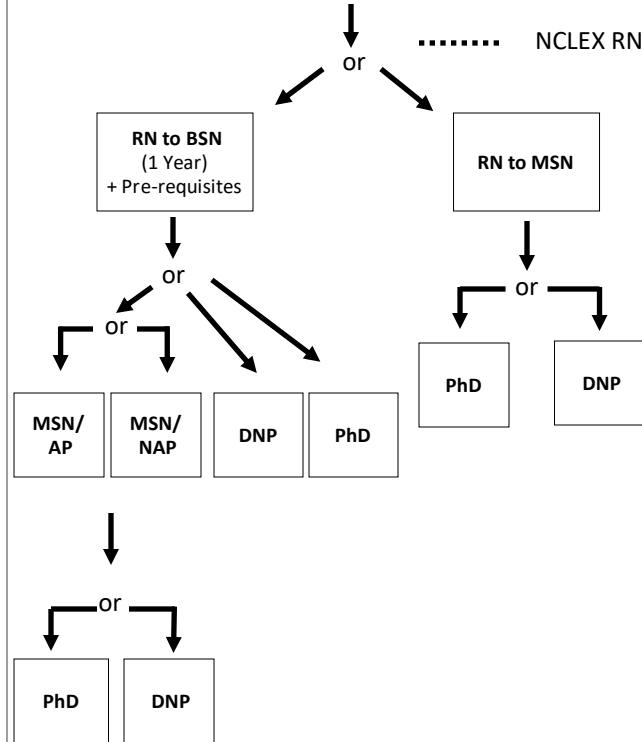 NCLEX RN
or
RN to BSN
(1 Year)
+ Pre-requisites
RN to MSN
or
or
or
MSN/
AP
MSN/
NAP
DNP
PhD
PhD
DNP
or
PhD
DNP